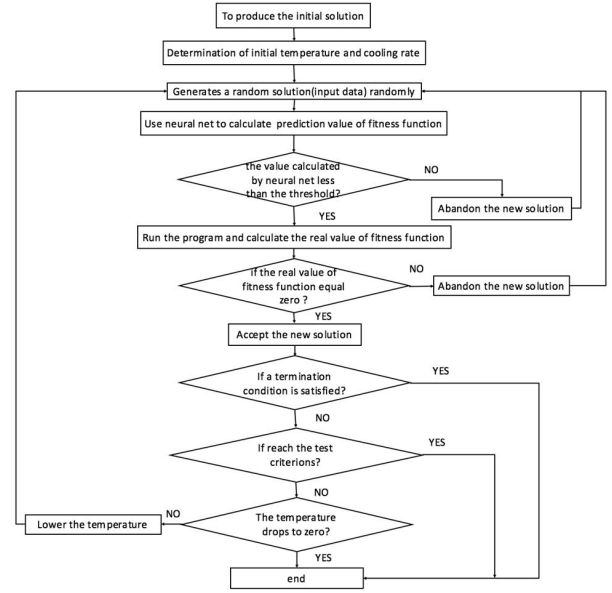 To produce the initial solution
Determination of initial temperature and cooling rate
Generates a random solution(input data) randomly
Use neural net to calculate prediction value of fitness function
the value calculated
by neural net less
than the threshold?
NO
Abandon the new solution
YES
Run the program and calculate the real value of fitness function
if the real value of
fitness function equal
zero ?
NO
Abandon the new solution
YES
Accept the new solution
If a termination
condition is satisfied?
YES
NO
If reach the test
criterions?
YES
NO
The temperature
drops to zero?
NO
Lower the temperature
YES
end